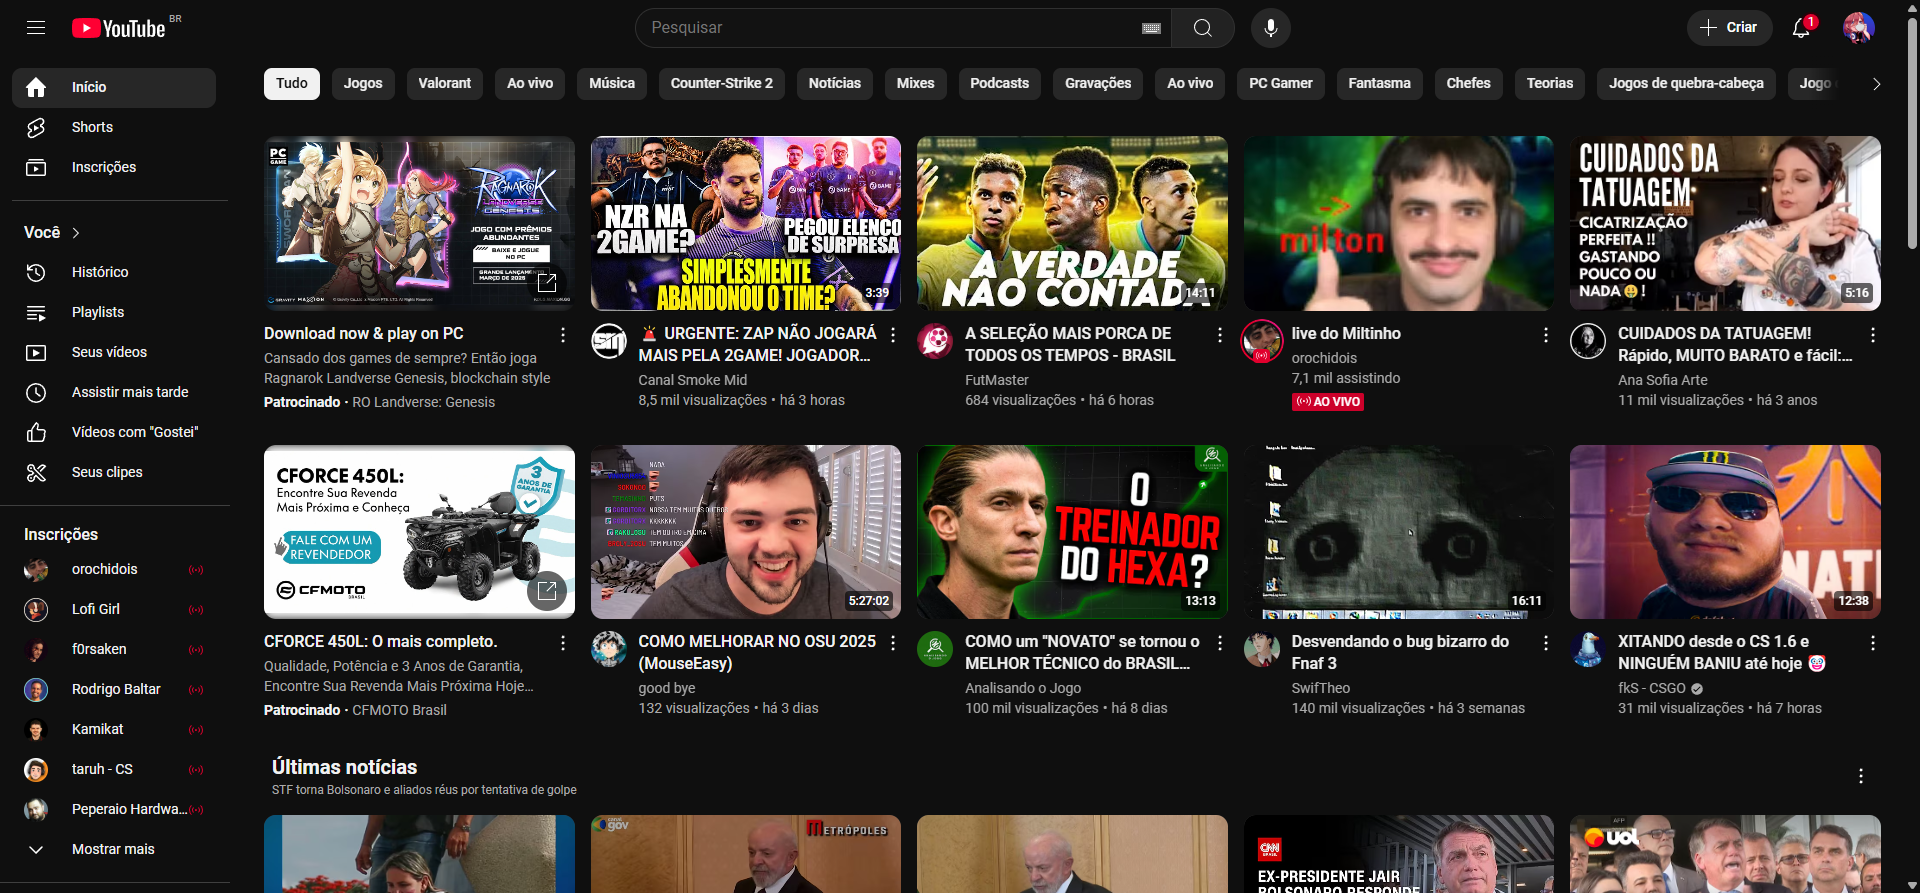 YouTube BR
Pesquisar
Criar
1
Início
Shorts
Inscrições
Você
Histórico
Playlists
Seus vídeos
Assistir mais tarde
Vídeos com "Gostei"
Seus clipes
Inscrições
orochidois
Lofi Girl
f0rsaken
Rodrigo Baltar
Kamikat
taruh - CS
Peperaio Hardwa...
Mostrar mais
Tudo
Jogos
Valorant
Ao vivo
Música
Counter-Strike 2
Notícias
Mixes
Podcasts
Gravações
Ao vivo
PC Gamer
Fantasma
Chefes
Teorias
Jogos de quebra-cabeça
Jogo
PC
GAME
RAGNAROK
LANDVERSE
GENESIS
JOGO COM PRÊMIOS
ABUNDANTES
BAIXE E JOGUE
NO PC
GRANDE LANÇAMENTO
MARÇO DE 2025
Download now & play on PC
Cansado dos games de sempre? Então joga
Ragnarok Landverse Genesis, blockchain style
Patrocinado · RO Landverse: Genesis
NZR NA
2GAME?
PEGOU ELENCO
DE SURPRESA
SIMPLESMENTE
ABANDONOU O TIME?
3:39
🚨 URGENTE: ZAP NÃO JOGARÁ
MAIS PELA 2GAME! JOGADOR...
Canal Smoke Mid
8,5 mil visualizações • há 3 horas
A VERDADE
NÃO CONTADA
14:11
A SELEÇÃO MAIS PORCA DE
TODOS OS TEMPOS - BRASIL
FutMaster
684 visualizações • há 6 horas
milton
live do Miltinho
orochidois
7,1 mil assistindo
AO VIVO
CUIDADOS DA
TATUAGEM
CICATRIZAÇÃO
PERFEITA !!
GASTANDO
POUCO OU
NADA 😃 !
5:16
CUIDADOS DA TATUAGEM!
Rápido, MUITO BARATO e fácil:...
Ana Sofia Arte
11 mil visualizações • há 3 anos
CFORCE 450L:
Encontre Sua Revenda
Mais Próxima e Conheça
FALE COM UM
REVENDEDOR
CFMOTO
BRASIL
3
ANOS DE
GARANTIA
CFORCE 450L: O mais completo.
Qualidade, Potência e 3 Anos de Garantia,
Encontre Sua Revenda Mais Próxima Hoje...
Patrocinado · CFMOTO Brasil
NADA
PUTS
KKKKKKK
TEM MUITOS
5:27:02
COMO MELHORAR NO OSU 2025
(MouseEasy)
good bye
132 visualizações • há 3 dias
O
TREINADOR
DO HEXA?
13:13
COMO um "NOVATO" se tornou o
MELHOR TÉCNICO do BRASIL...
Analisando o Jogo
100 mil visualizações • há 8 dias
16:11
Desvendando o bug bizarro do
Fnaf 3
SwifTheo
140 mil visualizações • há 3 semanas
NATI
12:38
XITANDO desde o CS 1.6 e
NINGUÉM BANIU até hoje 🤡
fkS - CSGO
31 mil visualizações • há 7 horas
Últimas notícias
STF torna Bolsonaro e aliados réus por tentativa de golpe
gov
METRÓPOLES
CNN
BRASIL
EX-PRESIDENTE JAIR
BOLSONARO RESPONDE
AFP
UOL